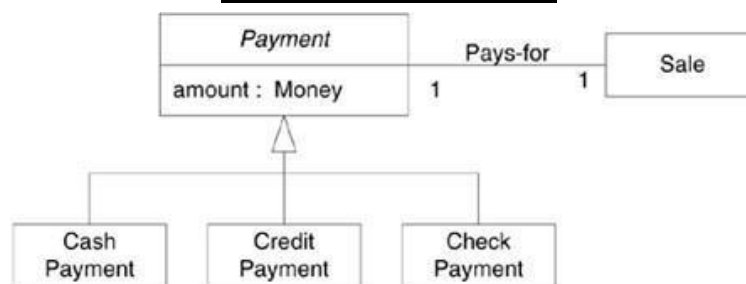 Payment
amount : Money
Pays-for
1
1
Sale
Cash
Payment
Credit
Payment
Check
Payment